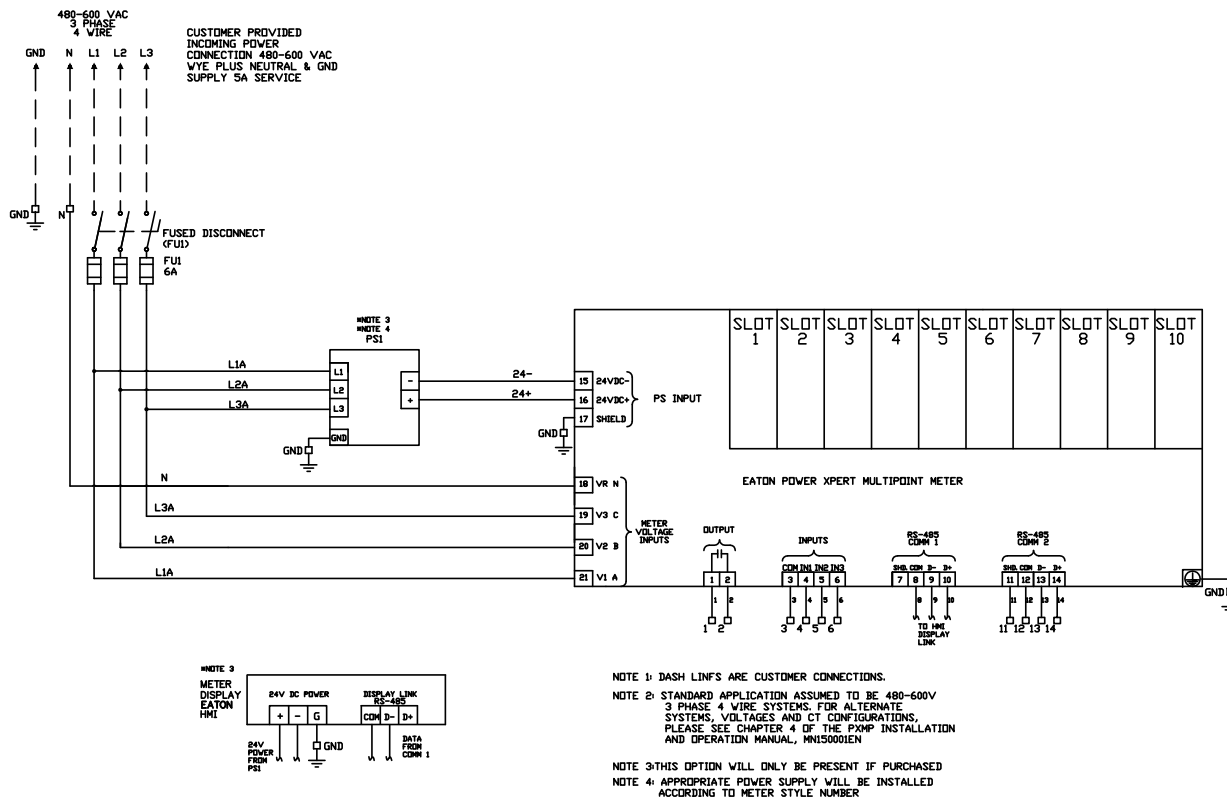 480-600 VAC
3 PHASE
4 WIRE
GND N L1 L2 L3
CUSTOMER PROVIDED
INCOMING POWER
CONNECTION 480-600 VAC
WYE PLUS NEUTRAL & GND
SUPPLY 5A SERVICE
GND
N
FUSED DISCONNECT
(FU1)
FU1
6A
*NOTE 3
*NOTE 4
PS1
L1A
L2A
L3A
L1
L2
L3
GND
GND
-
+
24-
24+
15 24VDC-
16 24VDC+
17 SHIELD
PS INPUT
GND
SLOT 1
SLOT 2
SLOT 3
SLOT 4
SLOT 5
SLOT 6
SLOT 7
SLOT 8
SLOT 9
SLOT 10
EATON POWER XPERT MULTIPOINT METER
N
L3A
L2A
L1A
18 VR N
19 V3 C
20 V2 B
21 V1 A
METER
VOLTAGE
INPUTS
OUTPUT
1 2
1 2
1 2
INPUTS
COM IN1 IN2 IN3
3 4 5 6
3 4 5 6
3 4 5 6
RS-485
COMM 1
SHD. COM D- D+
7 8 9 10
8 9 10
TO HMI
DISPLAY
LINK
RS-485
COMM 2
SHD. COM D- D+
11 12 13 14
11 12 13 14
11 12 13 14
GND
*NOTE 3
METER
DISPLAY
EATON
HMI
24V DC POWER
+ - G
24V
POWER
FROM
PS1
GND
DISPLAY LINK
RS-485
COM D- D+
DATA
FROM
COMM 1
NOTE 1: DASH LINFS ARE CUSTOMER CONNECTIONS.
NOTE 2: STANDARD APPLICATION ASSUMED TO BE 480-600V
3 PHASE 4 WIRE SYSTEMS. FOR ALTERNATE
SYSTEMS, VOLTAGES AND CT CONFIGURATIONS,
PLEASE SEE CHAPTER 4 OF THE PXMP INSTALLATION
AND OPERATION MANUAL, MN150001EN
NOTE 3:THIS OPTION WILL ONLY BE PRESENT IF PURCHASED
NOTE 4: APPROPRIATE POWER SUPPLY WILL BE INSTALLED
ACCORDING TO METER STYLE NUMBER